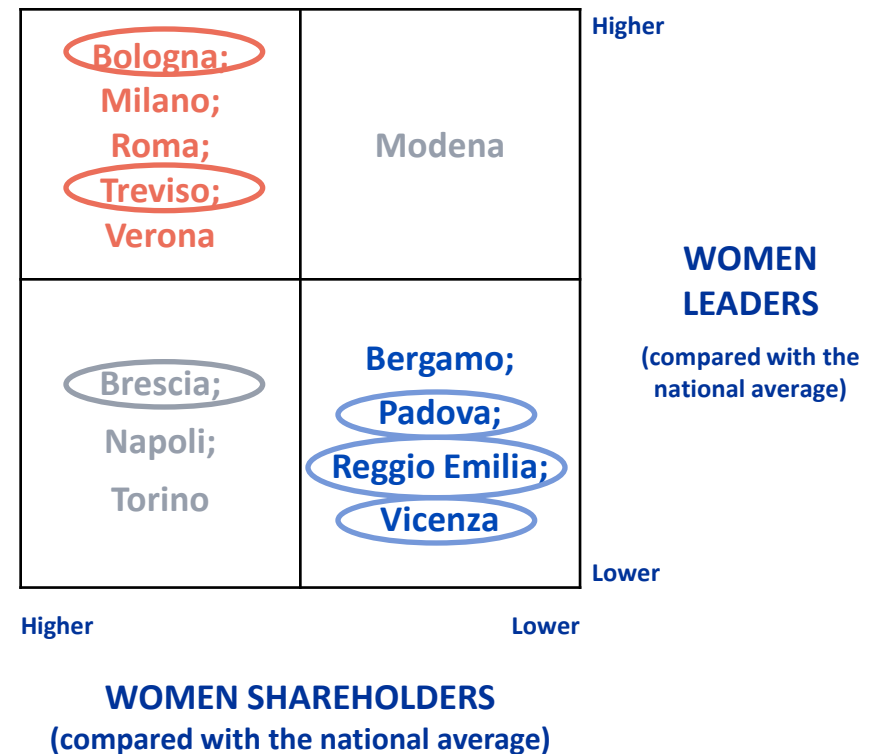 Higher
Bologna;
Milano;
Roma;
Treviso;
Verona
Modena
WOMEN
LEADERS
(compared with the
national average)
Brescia;
Napoli;
Torino
Bergamo;
Padova;
Reggio Emilia;
Vicenza
Lower
Higher
Lower
WOMEN SHAREHOLDERS
(compared with the national average)